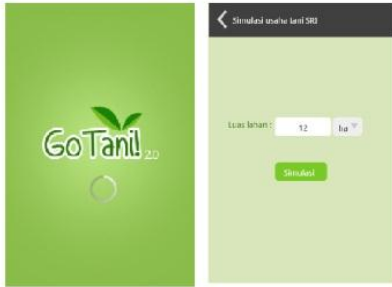 GoTani!
2.0
Simulasi usaha tani SRI
Luas lahan :
12
ha
Simulasi